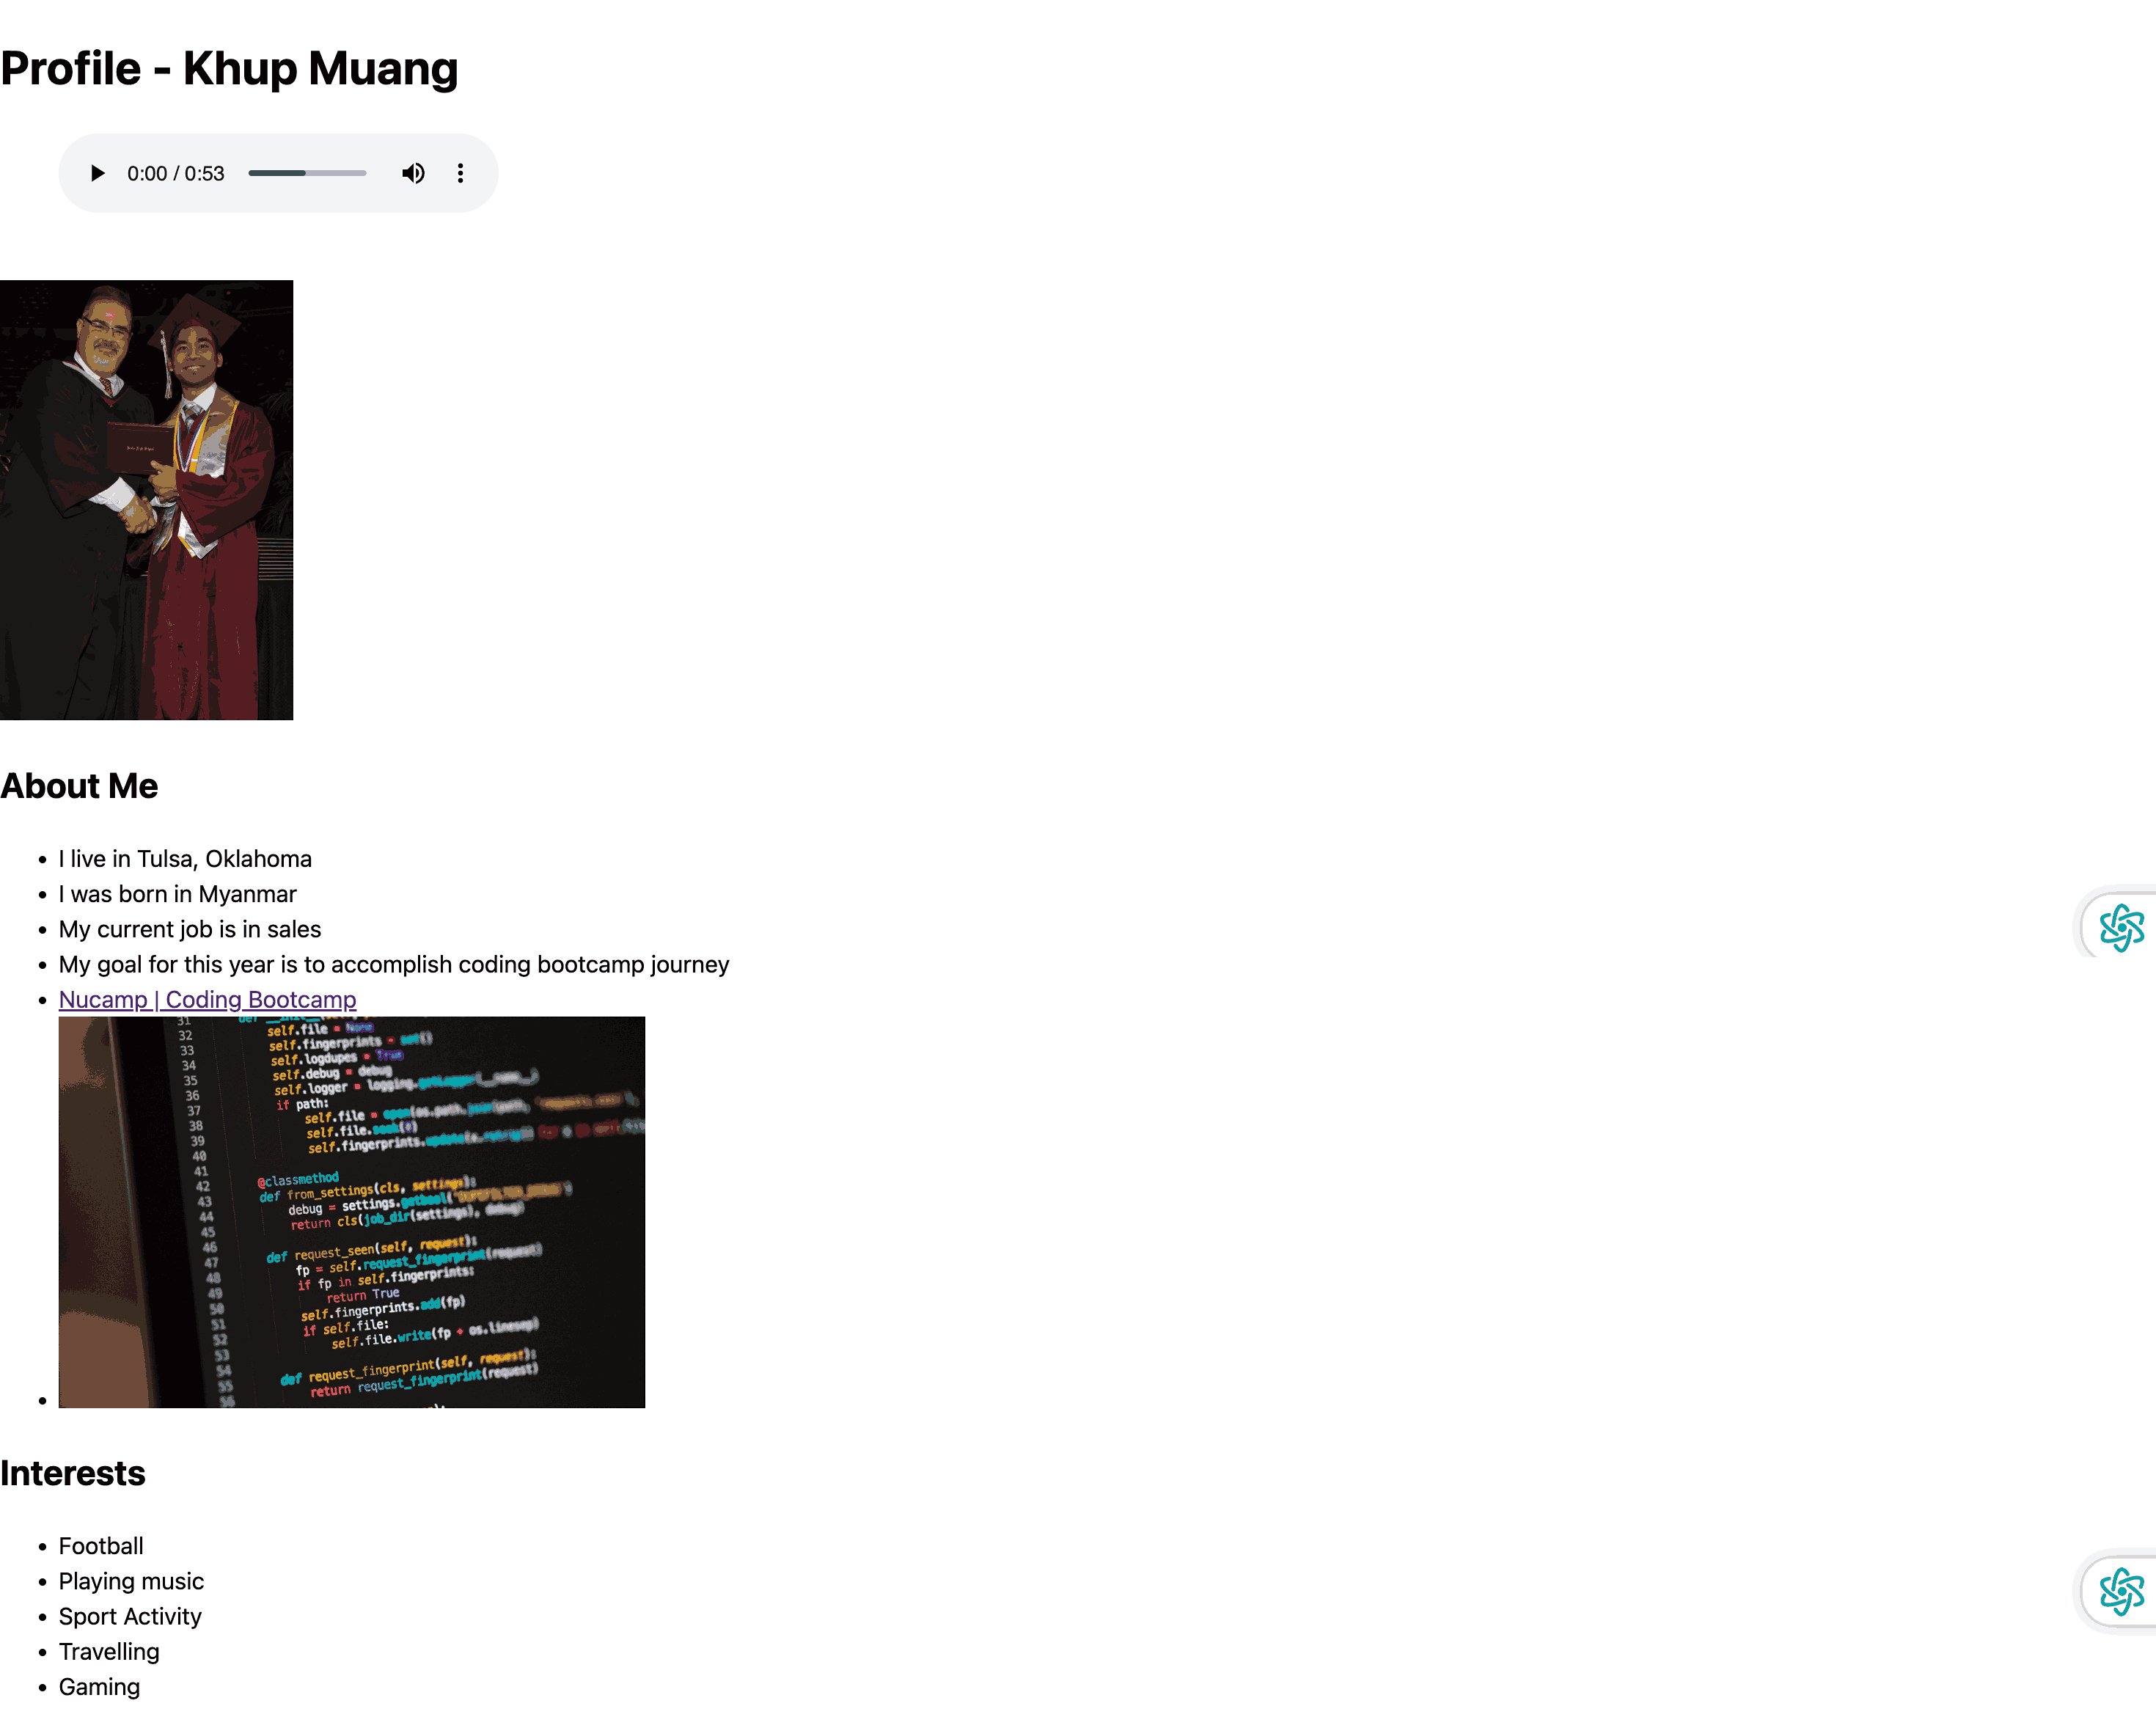 Profile - Khup Muang
0:00 / 0:53
About Me
I live in Tulsa, Oklahoma
I was born in Myanmar
My current job is in sales
My goal for this year is to accomplish coding bootcamp journey
Nucamp | Coding Bootcamp
31 def __init__(
32 self.file = None
33 self.fingerprints = set()
34 self.logdupes = True
35 self.debug = debug
36 self.logger = logging.getLogger(__name__)
37 if path:
38 self.file = open(os.path.join(path,
39 self.file.seek(0)
40 self.fingerprints.update(
41
42 @classmethod
43 def from_settings(cls, settings):
44 debug = settings.getbool(
45 return cls(job_dir(settings), debug)
46
47 def request_seen(self, request):
48 fp = self.request_fingerprint(request)
49 if fp in self.fingerprints:
50 return True
51 self.fingerprints.add(fp)
52 if self.file:
53 self.file.write(fp + os.linesep)
54
55 def request_fingerprint(self, request):
56 return request_fingerprint(request)
Interests
Football
Playing music
Sport Activity
Travelling
Gaming